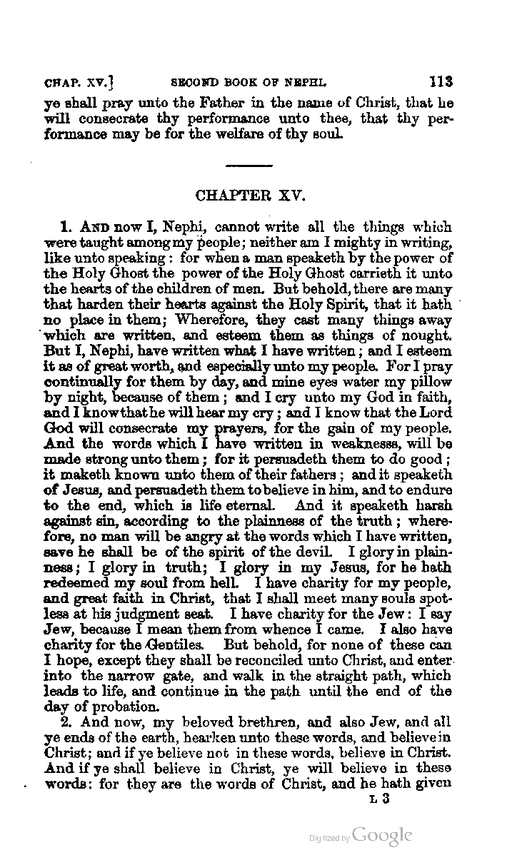 CHAP. XV.] SECOND BOOK OF NEPHI. 113
ye shall pray unto the Father in the name of Christ, that he
will consecrate thy performance unto thee, that thy per-
formance may be for the welfare of thy soul.
CHAPTER XV.
1. AND now I, Nephi, cannot write all the things which
were taught among my people; neither am I mighty in writing,
like unto speaking: for when a man speaketh by the power of
the Holy Ghost the power of the Holy Ghost carrieth it unto
the hearts of the children of men. But behold, there are many
that harden their hearts against the Holy Spirit, that it hath
no place in them; Wherefore, they cast many things away
which are written, and esteem them as things of nought.
But I, Nephi, have written what I have written; and I esteem
it as of great worth, and especially unto my people. For I pray
continually for them by day, and mine eyes water my pillow
by night, because of them; and I cry unto my God in faith,
and I know that he will hear my cry; and I know that the Lord
God will consecrate my prayers, for the gain of my people.
And the words which I have written in weaknesss, will be
made strong unto them; for it persuadeth them to do good;
it maketh known unto them of their fathers; and it speaketh
of Jesus, and persuadeth them to believe in him, and to endure
to the end, which is life eternal. And it speaketh harsh
against sin, according to the plainness of the truth; where-
fore, no man will be angry at the words which I have written,
save he shall be of the spirit of the devil. I glory in plain-
ness; I glory in truth; I glory in my Jesus, for he hath
redeemed my soul from hell. I have charity for my people,
and great faith in Christ, that I shall meet many souls spot-
less at his judgment seat. I have charity for the Jew: I say
Jew, because I mean them from whence I came. I also have
charity for the Gentiles. But behold, for none of these can
I hope, except they shall be reconciled unto Christ, and enter
into the narrow gate, and walk in the straight path, which
leads to life, and continue in the path until the end of the
day of probation.
2. And now, my beloved brethren, and also Jew, and all
ye ends of the earth, hearken unto these words, and believe in
Christ; and if ye believe not in these words, believe in Christ.
And if ye shall believe in Christ, ye will believe in these
words: for they are the words of Christ, and he hath given
L 3
Digitized by Google